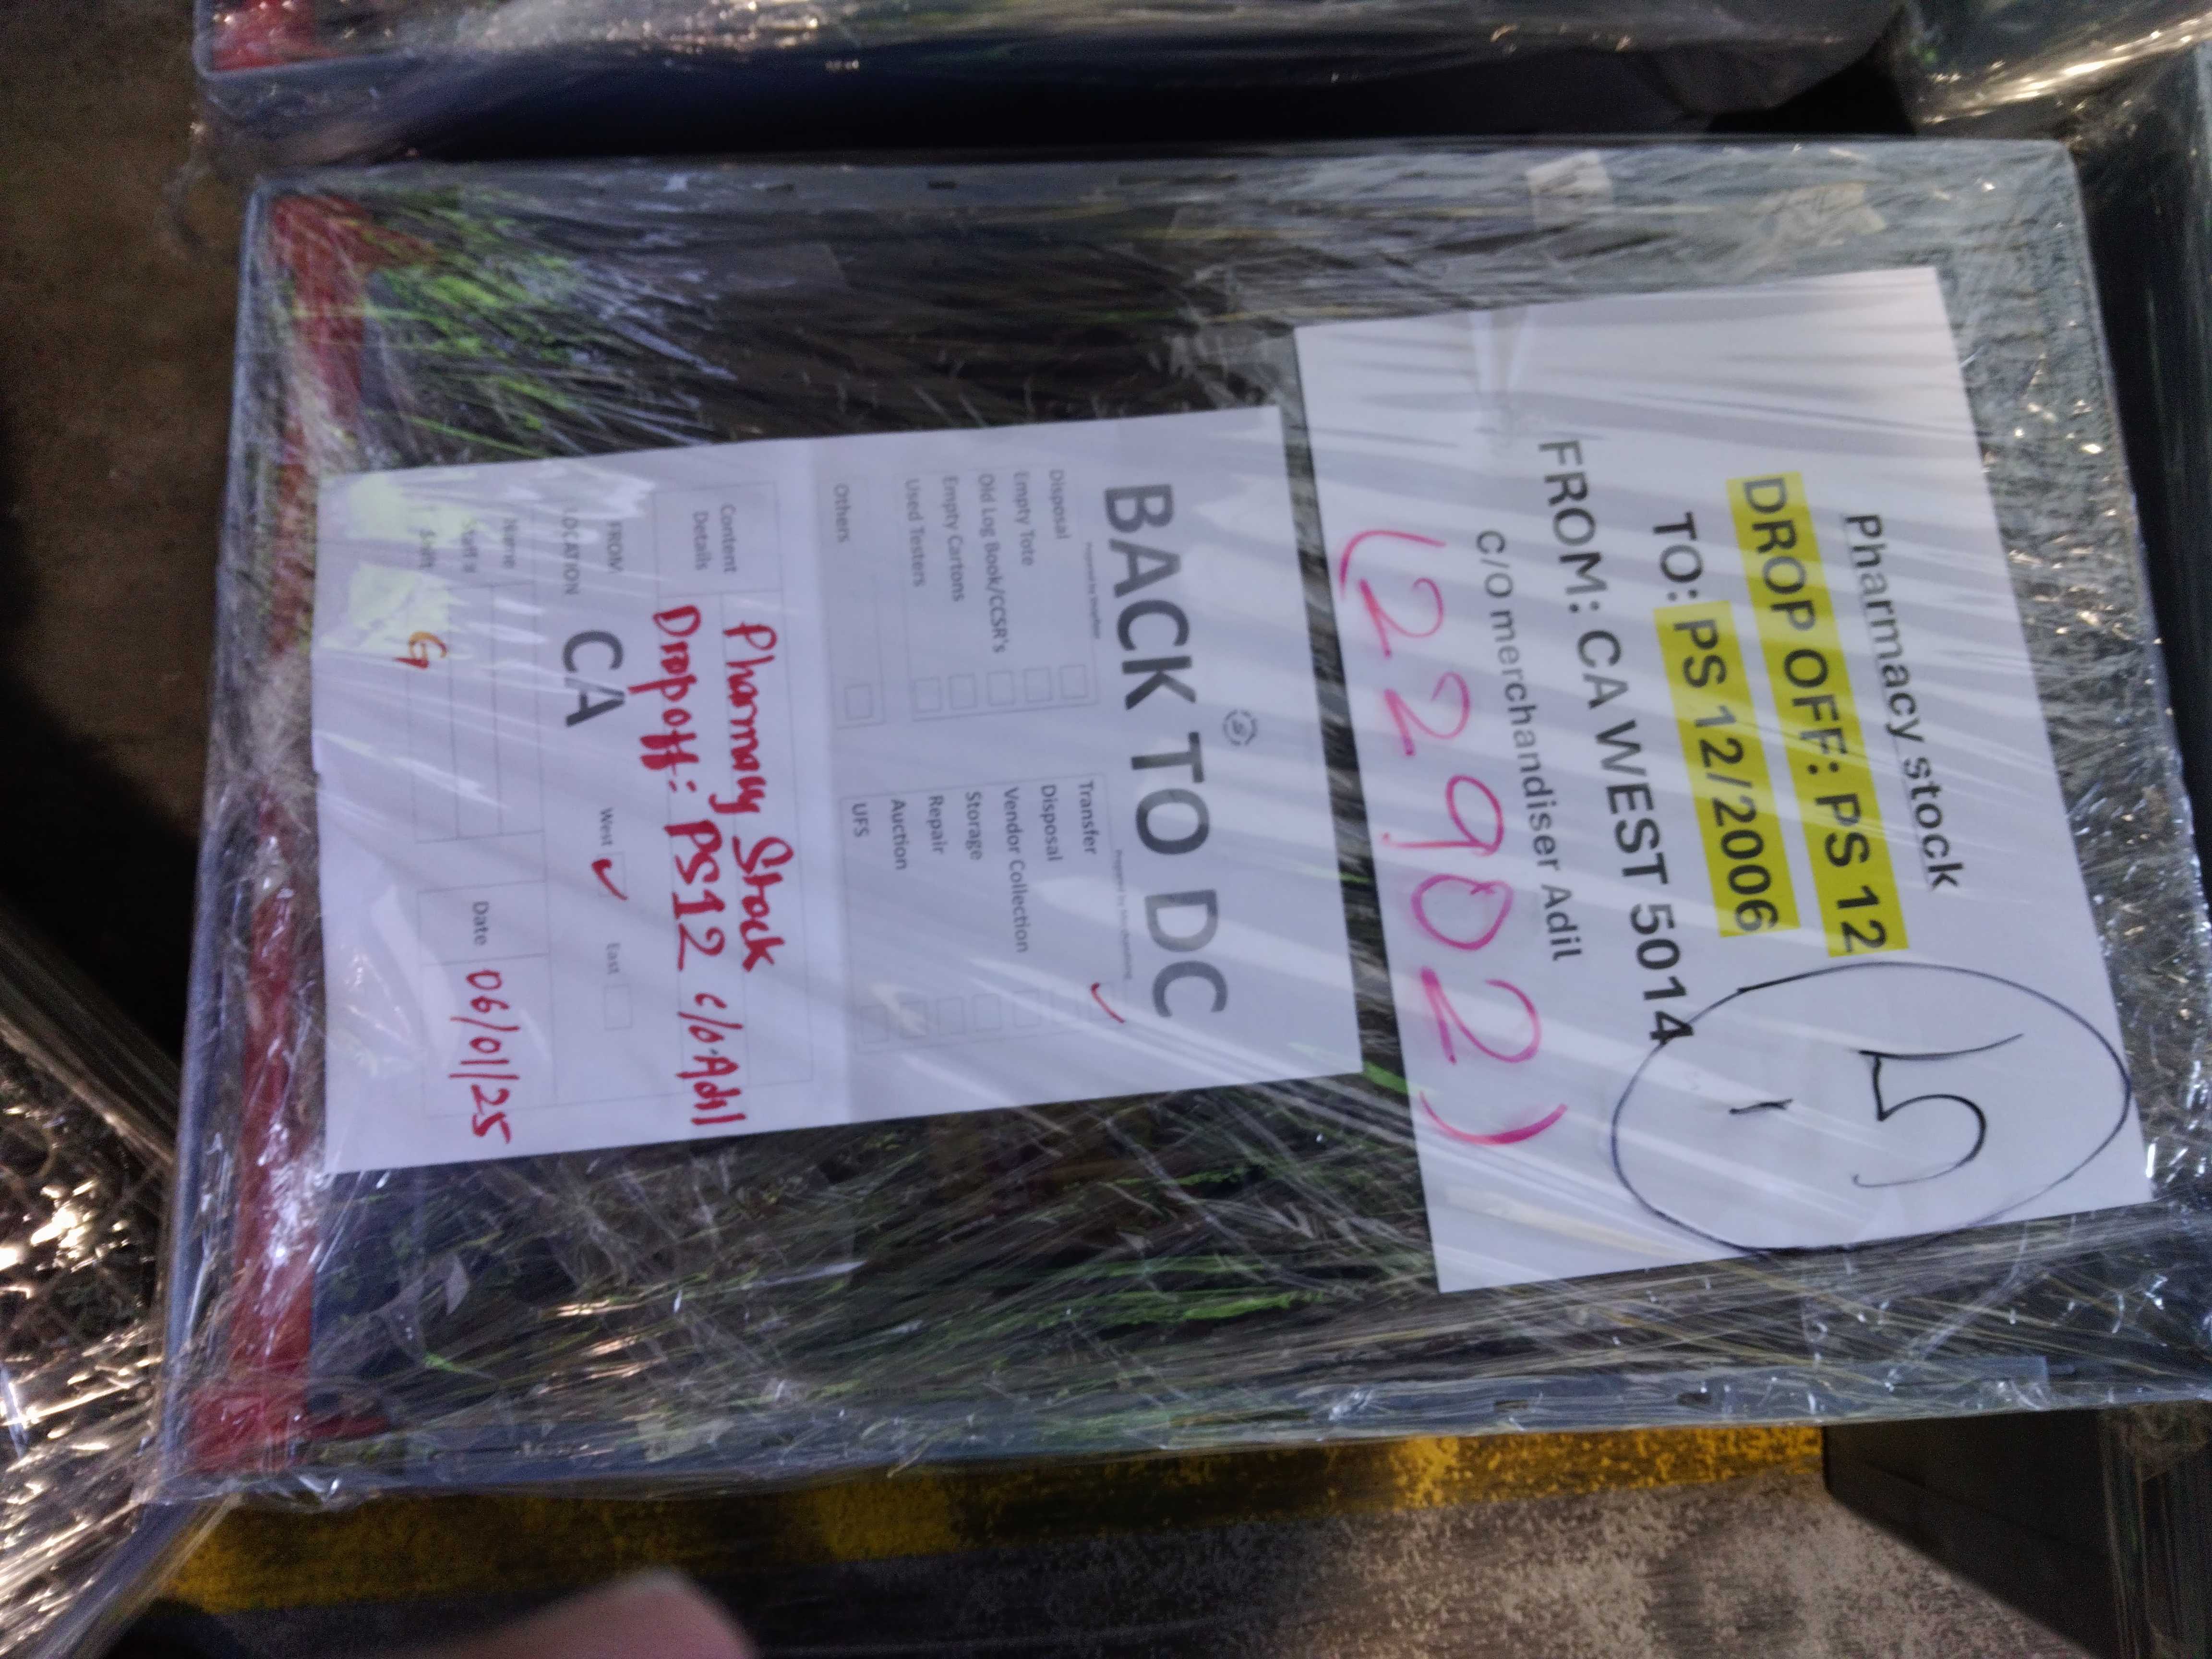 Pharmacy stock
DROP OFF: PS 12
TO: PS 12/2006
FROM: CA WEST 5014
C/O merchandiser Adil
5
(22902)
BACK TO DC
Disposal
Empty Tote
Old Log Book/CCSR's
Empty Cartons
Used Testers
Others
Transfer ✓
Disposal
Vendor Collection
Storage
Repair
Auction
UFS
Content Pharmacy Stock
Details Dropoff: PS12 c/o Adil
FROM
LOCATION CA West ✓ East
Name
Staff #
Date 06/01/25